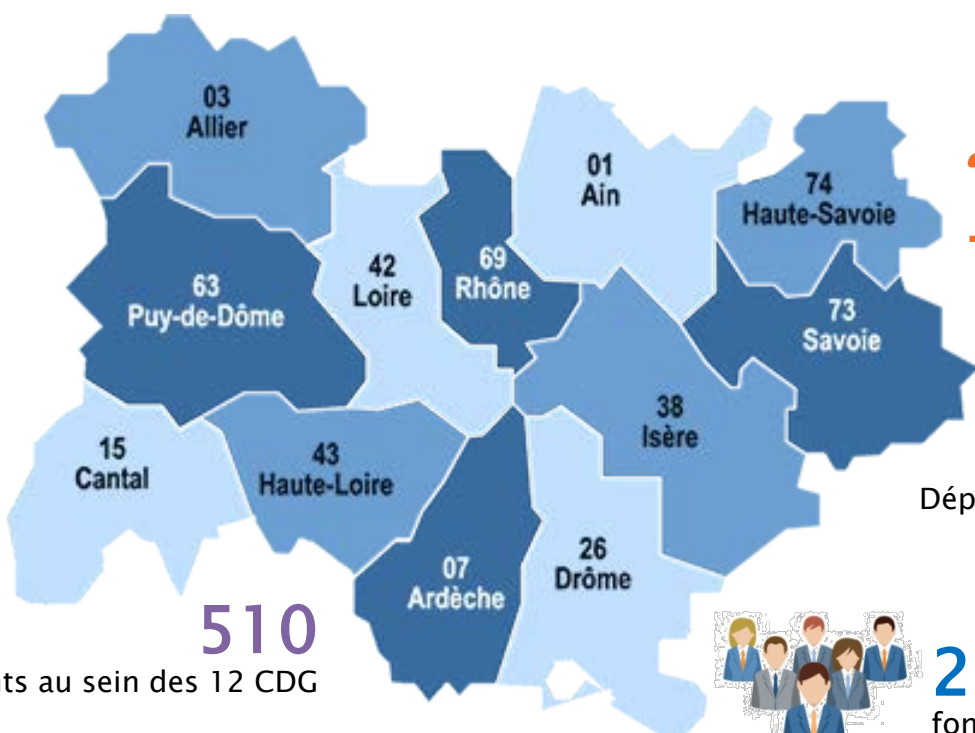 03
Allier
01
Ain
74
Haute-Savoie
42
Loire
69
Rhône
63
Puy-de-Dôme
73
Savoie
38
Isère
15
Cantal
43
Haute-Loire
07
Ardèche
26
Drôme
Dép
510
ts au sein des 12 CDG
2
fon